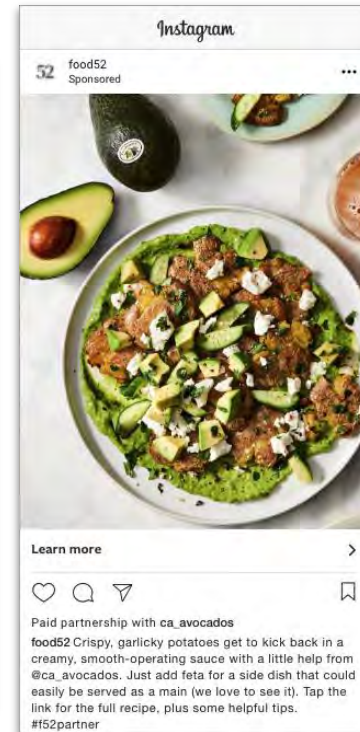 Instagram
52
food52
Sponsored
Learn more
Paid partnership with ca_avocados
food52 Crispy, garlicky potatoes get to kick back in a
creamy, smooth-operating sauce with a little help from
@ca_avocados. Just add feta for a side dish that could
easily be served as a main (we love to see it). Tap the
link for the full recipe, plus some helpful tips.
#f52partner